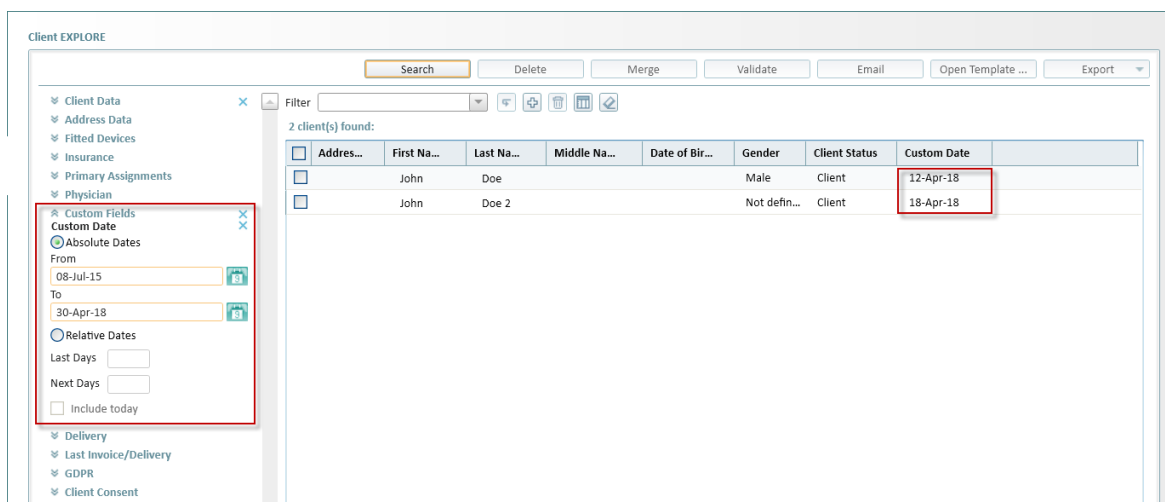 Client EXPLORE
Search Delete Merge Validate Email Open Template ... Export
Client Data
Address Data
Fitted Devices
Insurance
Primary Assignments
Physician
Custom Fields
Custom Date
Absolute Dates
From
08-Jul-15
To
30-Apr-18
Relative Dates
Last Days
Next Days
Include today
Delivery
Last Invoice/Delivery
GDPR
Client Consent
Filter
2 client(s) found:
Addres... First Na... Last Na... Middle Na... Date of Bir... Gender Client Status Custom Date
John Doe Male Client 12-Apr-18
John Doe 2 Not defin... Client 18-Apr-18